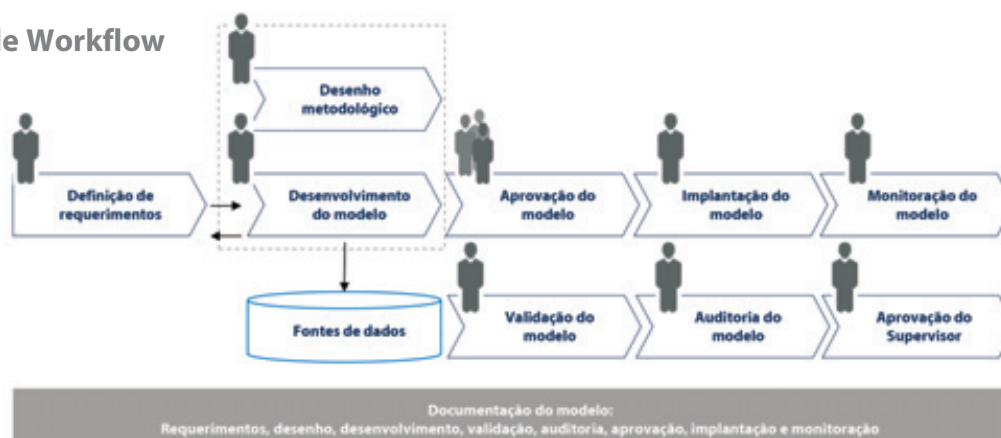 le Workflow
Desenho
metodológico
Definição de
requerimentos
Desenvolvimento
do modelo
Aprovação do
modelo
Implantação do
modelo
Monitoração do
modelo
Fontes de dados
Validação do
modelo
Auditoria do
modelo
Aprovação do
Supervisor
Documentação do modelo:
Requerimentos, desenho, desenvolvimento, validação, auditoria, aprovação, implantação e monitoração